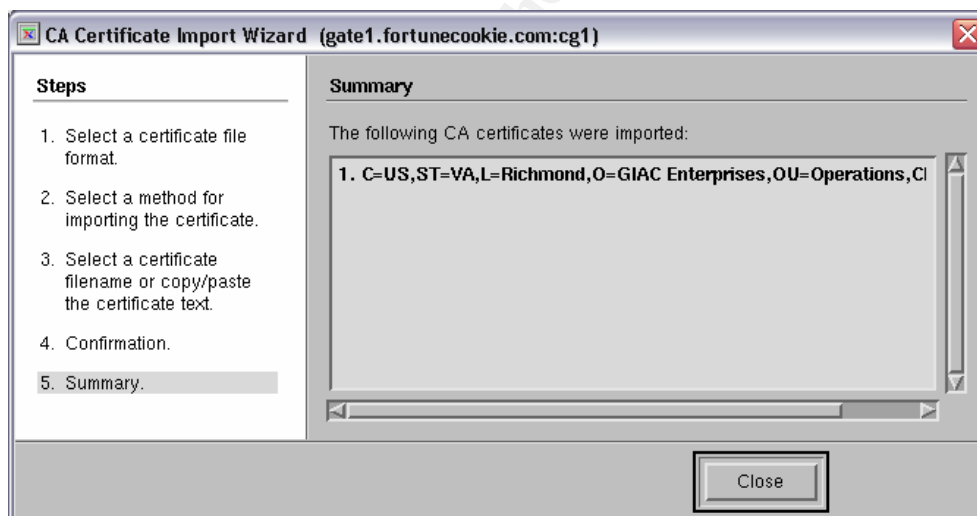 CA Certificate Import Wizard (gate1.fortunecookie.com:cg1)
Steps
1. Select a certificate file
format.
2. Select a method for
importing the certificate.
3. Select a certificate
filename or copy/paste
the certificate text.
4. Confirmation.
5. Summary.
Summary
The following CA certificates were imported:
1. C=US,ST=VA,L=Richmond,O=GIAC Enterprises,OU=Operations,
Close